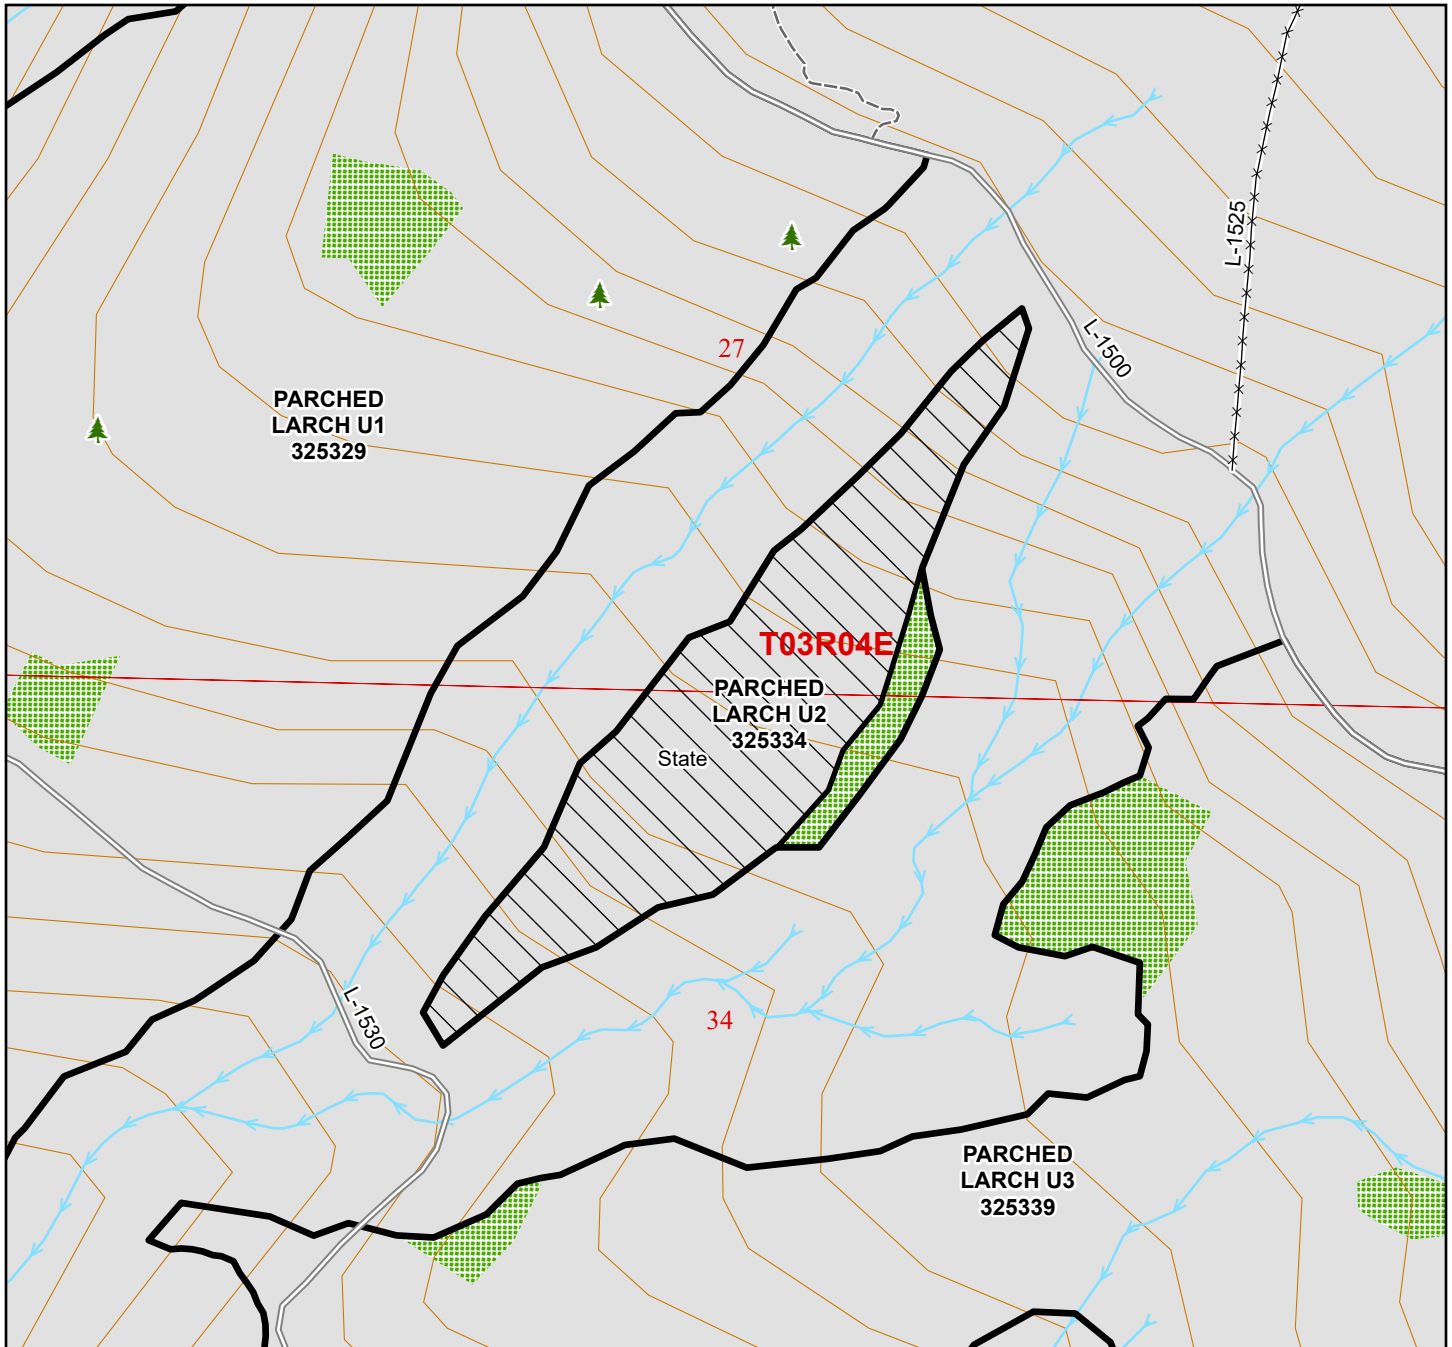 L-1525
L-1500
27
PARCHED
LARCH U1
325329
T03R04E
PARCHED
LARCH U2
325334
State
L-1530
34
PARCHED
LARCH U3
325339